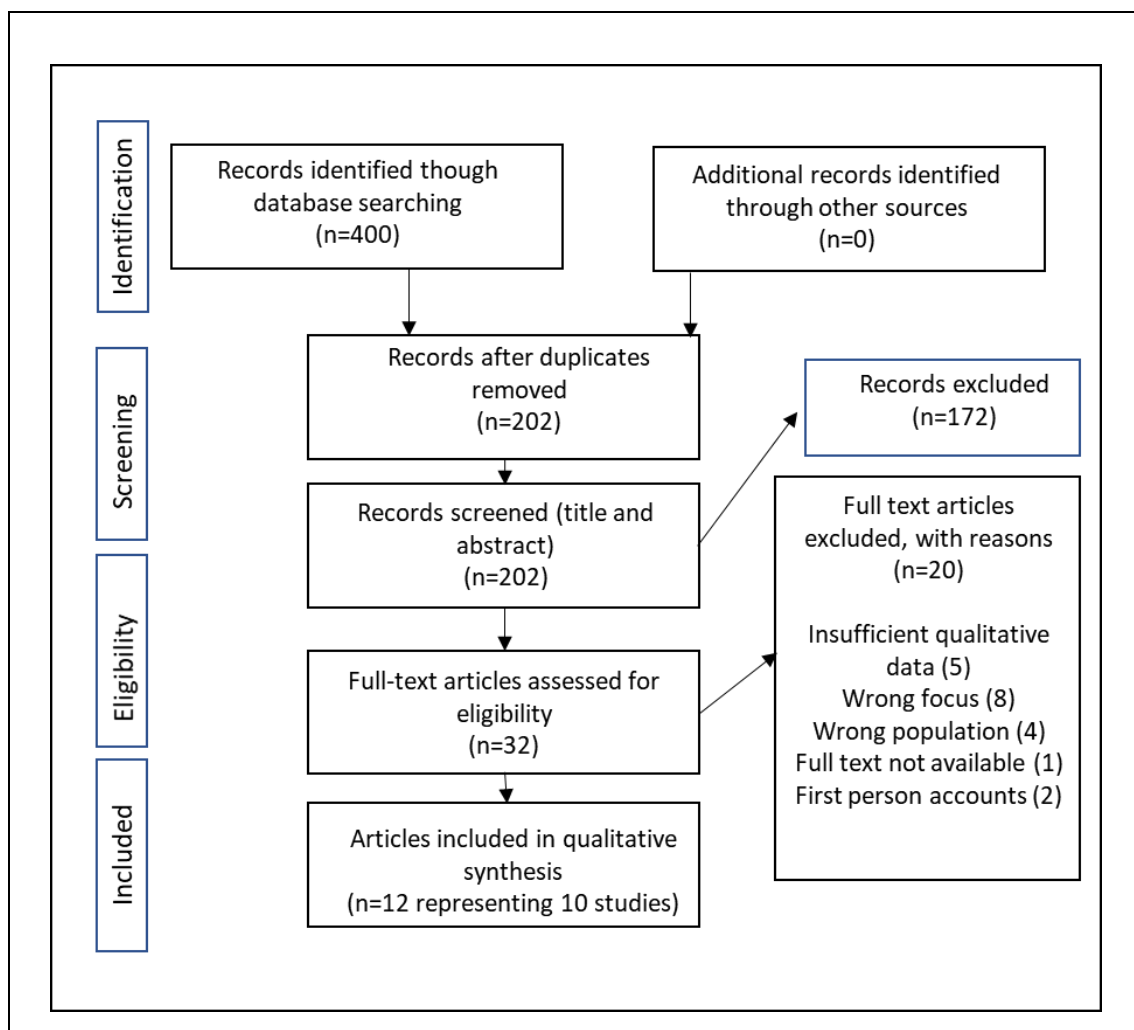 Identification
Records identified though
database searching
(n=400)
Additional records identified
through other sources
(n=0)
Screening
Records after duplicates
removed
(n=202)
Records excluded
(n=172)
Records screened (title and
abstract)
(n=202)
Full text articles
excluded, with reasons
(n=20)
Insufficient qualitative
data (5)
Wrong focus (8)
Wrong population (4)
Full text not available (1)
First person accounts (2)
Eligibility
Full-text articles assessed for
eligibility
(n=32)
Included
Articles included in qualitative
synthesis
(n=12 representing 10 studies)